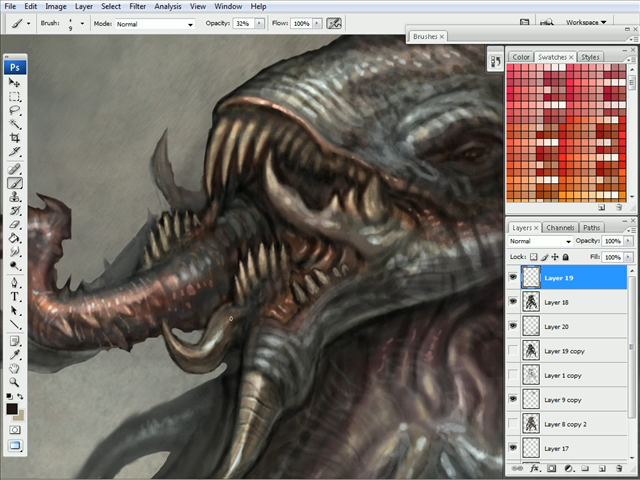 File Edit Image Layer Select Filter Analysis View Window Help
Brush: 9 Mode: Normal Opacity: 32% Flow: 100% Workspace
Brushes ×
Ps
Color Swatches × Styles
Layers × Channels Paths
Normal Opacity: 100%
Lock: Fill: 100%
Layer 19
Layer 18
Layer 20
Layer 19 copy
Layer 1 copy
Layer 9 copy
Layer 8 copy 2
Layer 17
fx